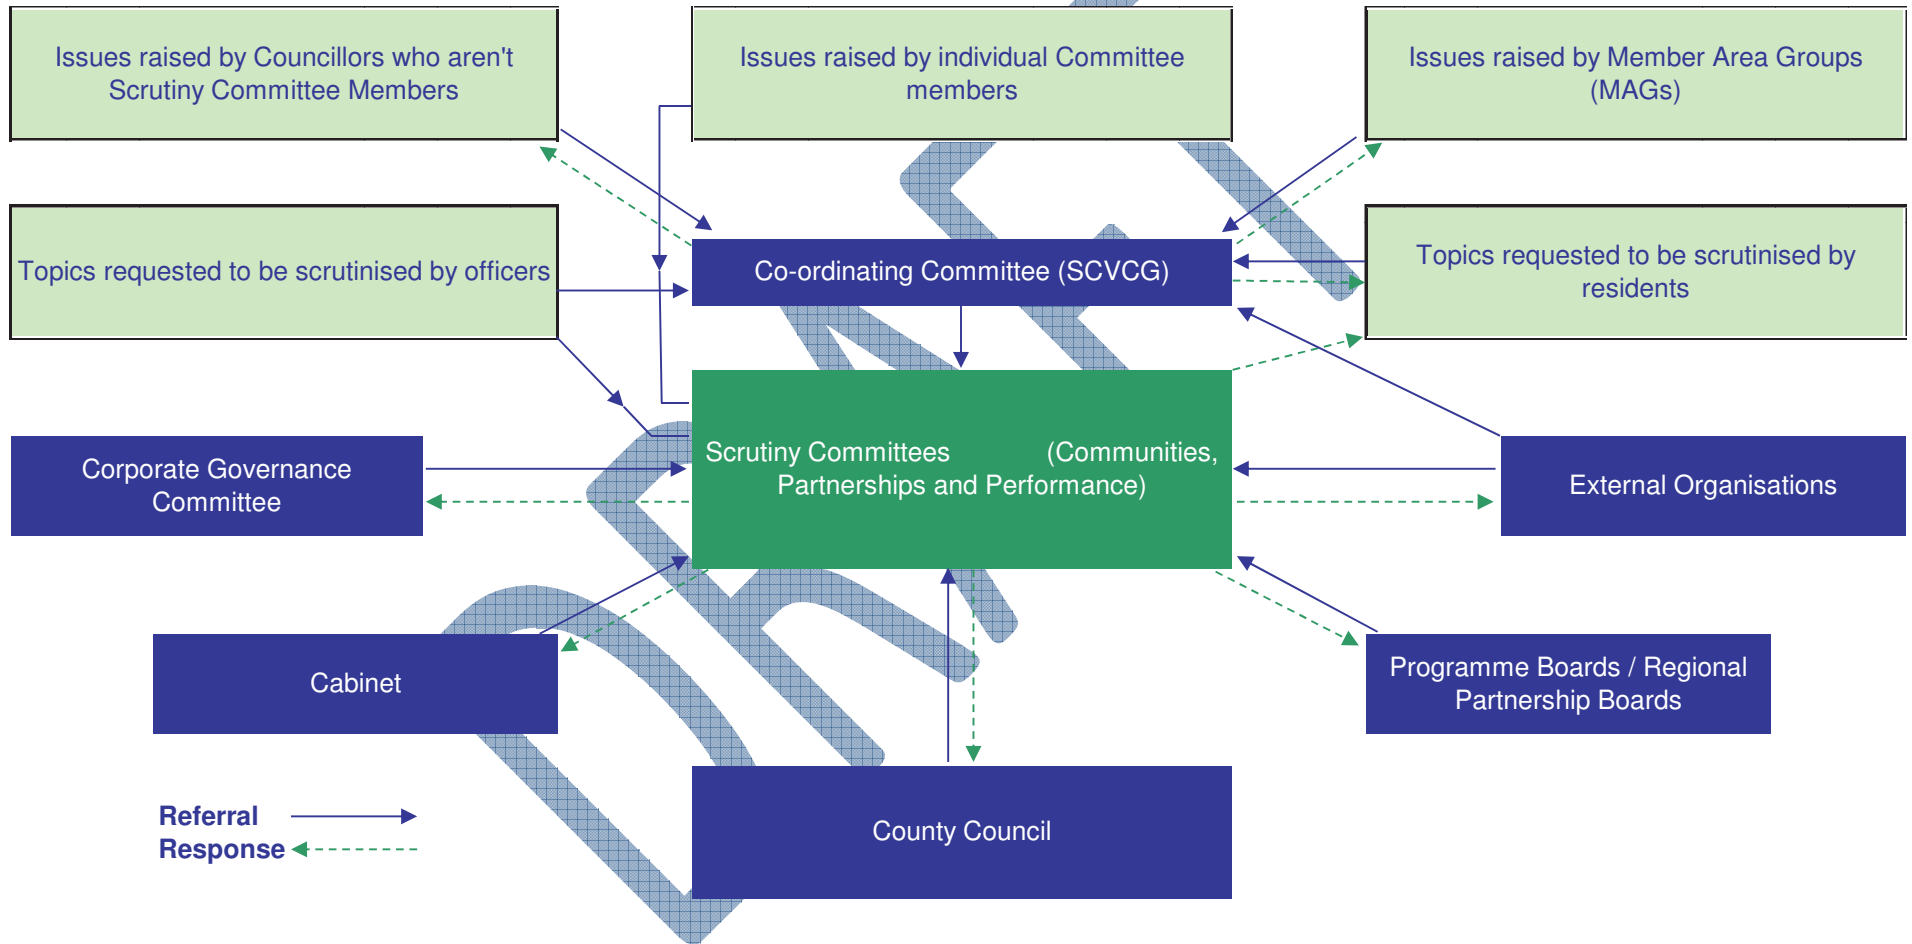 Issues raised by Councillors who aren't
Scrutiny Committee Members
Issues raised by individual Committee
members
Issues raised by Member Area Groups
(MAGs)
Topics requested to be scrutinised by officers
Co-ordinating Committee (SCVCG)
Topics requested to be scrutinised by
residents
Corporate Governance
Committee
Scrutiny Committees (Communities,
Partnerships and Performance)
External Organisations
Cabinet
Programme Boards / Regional
Partnership Boards
County Council
Referral
Response
DRAFT